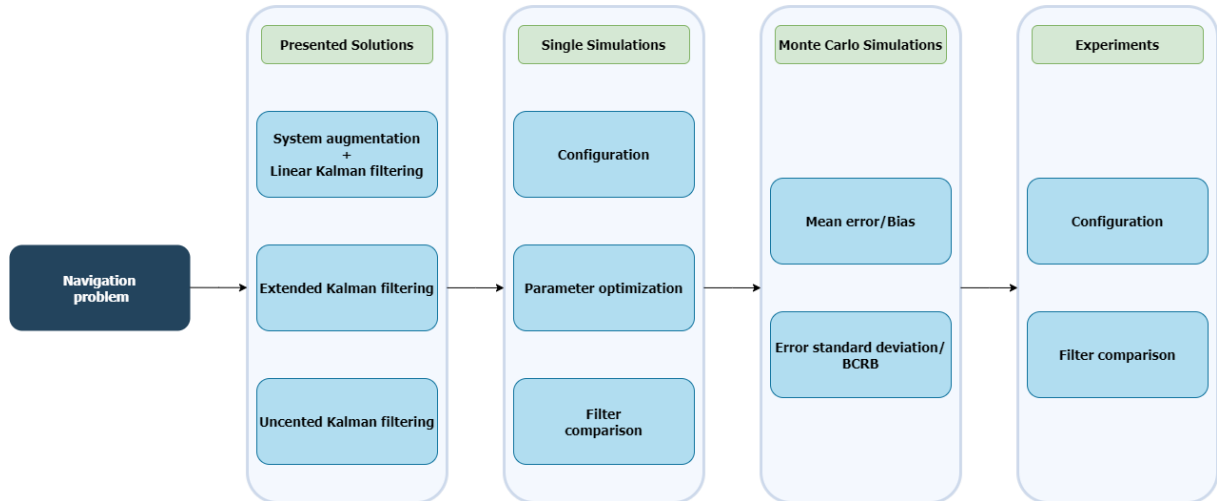 Navigation
problem
Presented Solutions
System augmentation
+
Linear Kalman filtering
Extended Kalman filtering
Uncented Kalman filtering
Single Simulations
Configuration
Parameter optimization
Filter
comparison
Monte Carlo Simulations
Mean error/Bias
Error standard deviation/
BCRB
Experiments
Configuration
Filter comparison